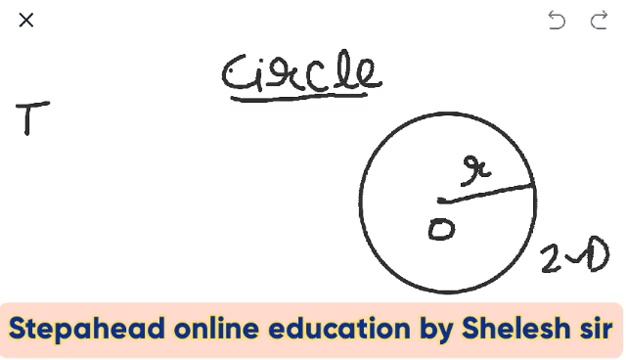 Circle
T
r
O
2-D
Stepahead online education by Shelesh sir